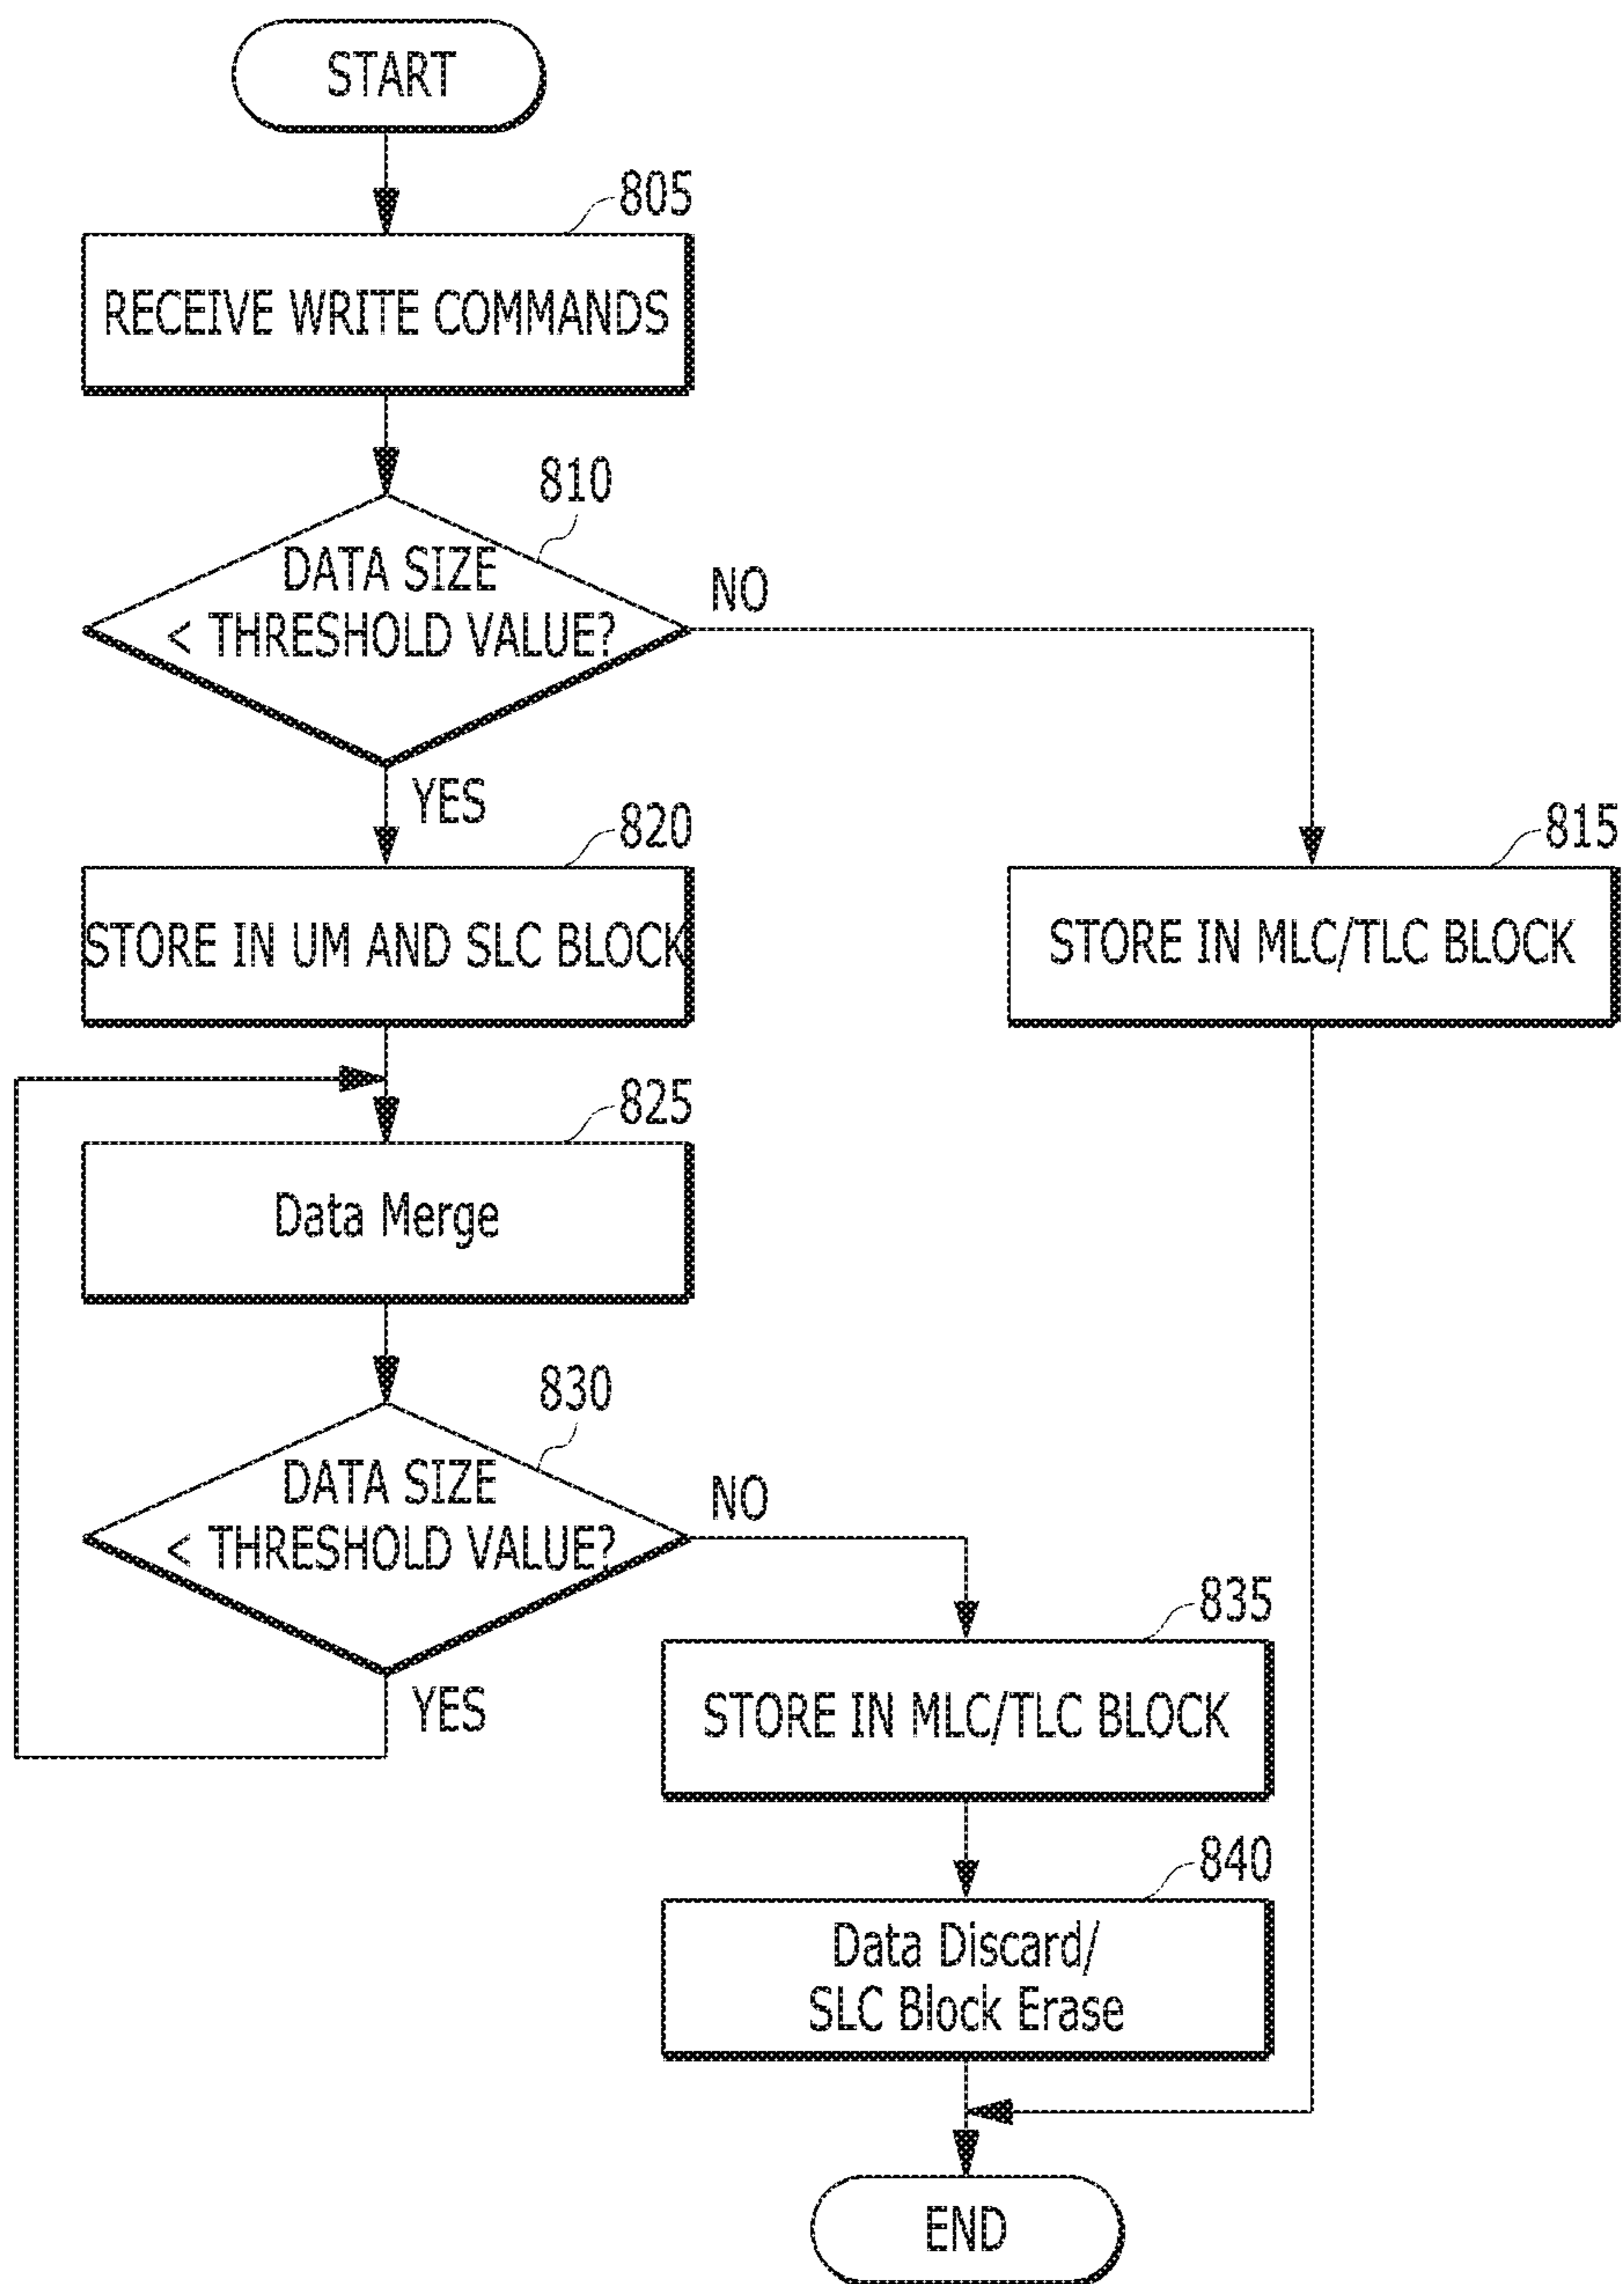 START
805
RECEIVE WRITE COMMANDS
810
DATA SIZE
< THRESHOLD VALUE?
NO
YES
820
STORE IN UM AND SLC BLOCK
815
STORE IN MLC/TLC BLOCK
825
Data Merge
830
DATA SIZE
< THRESHOLD VALUE?
NO
YES
835
STORE IN MLC/TLC BLOCK
840
Data Discard/
SLC Block Erase
END